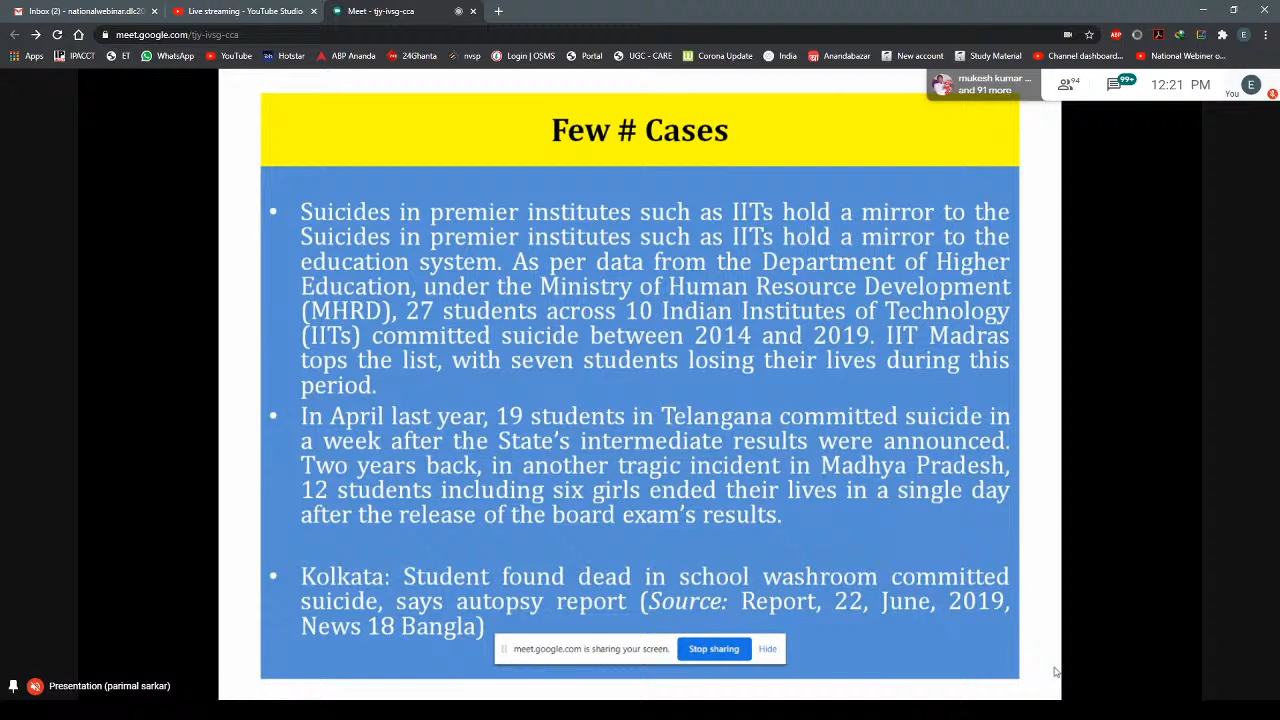 Inbox (2) - nationalwebinar.dlc20
Live streaming - YouTube Studio
Meet - tjy-ivsg-cca
meet.google.com/tjy-ivsg-cca
Apps
IPACCT
ET
WhatsApp
YouTube
Hotstar
ABP Ananda
24Ghanta
nvsp
Login | OSMS
Portal
UGC - CARE
Corona Update
India
Anandabazar
New account
Study Material
Channel dashboard...
National Webinar o...
mukesh kumar ...
and 91 more
94
99+
12:21 PM
You
E
Few # Cases
• Suicides in premier institutes such as IITs hold a mirror to the
Suicides in premier institutes such as IITs hold a mirror to the
education system. As per data from the Department of Higher
Education, under the Ministry of Human Resource Development
(MHRD), 27 students across 10 Indian Institutes of Technology
(IITs) committed suicide between 2014 and 2019. IIT Madras
tops the list, with seven students losing their lives during this
period.
• In April last year, 19 students in Telangana committed suicide in
a week after the State’s intermediate results were announced.
Two years back, in another tragic incident in Madhya Pradesh,
12 students including six girls ended their lives in a single day
after the release of the board exam’s results.
• Kolkata: Student found dead in school washroom committed
suicide, says autopsy report (Source: Report, 22, June, 2019,
News 18 Bangla)
meet.google.com is sharing your screen.
Stop sharing
Hide
Presentation (parimal sarkar)